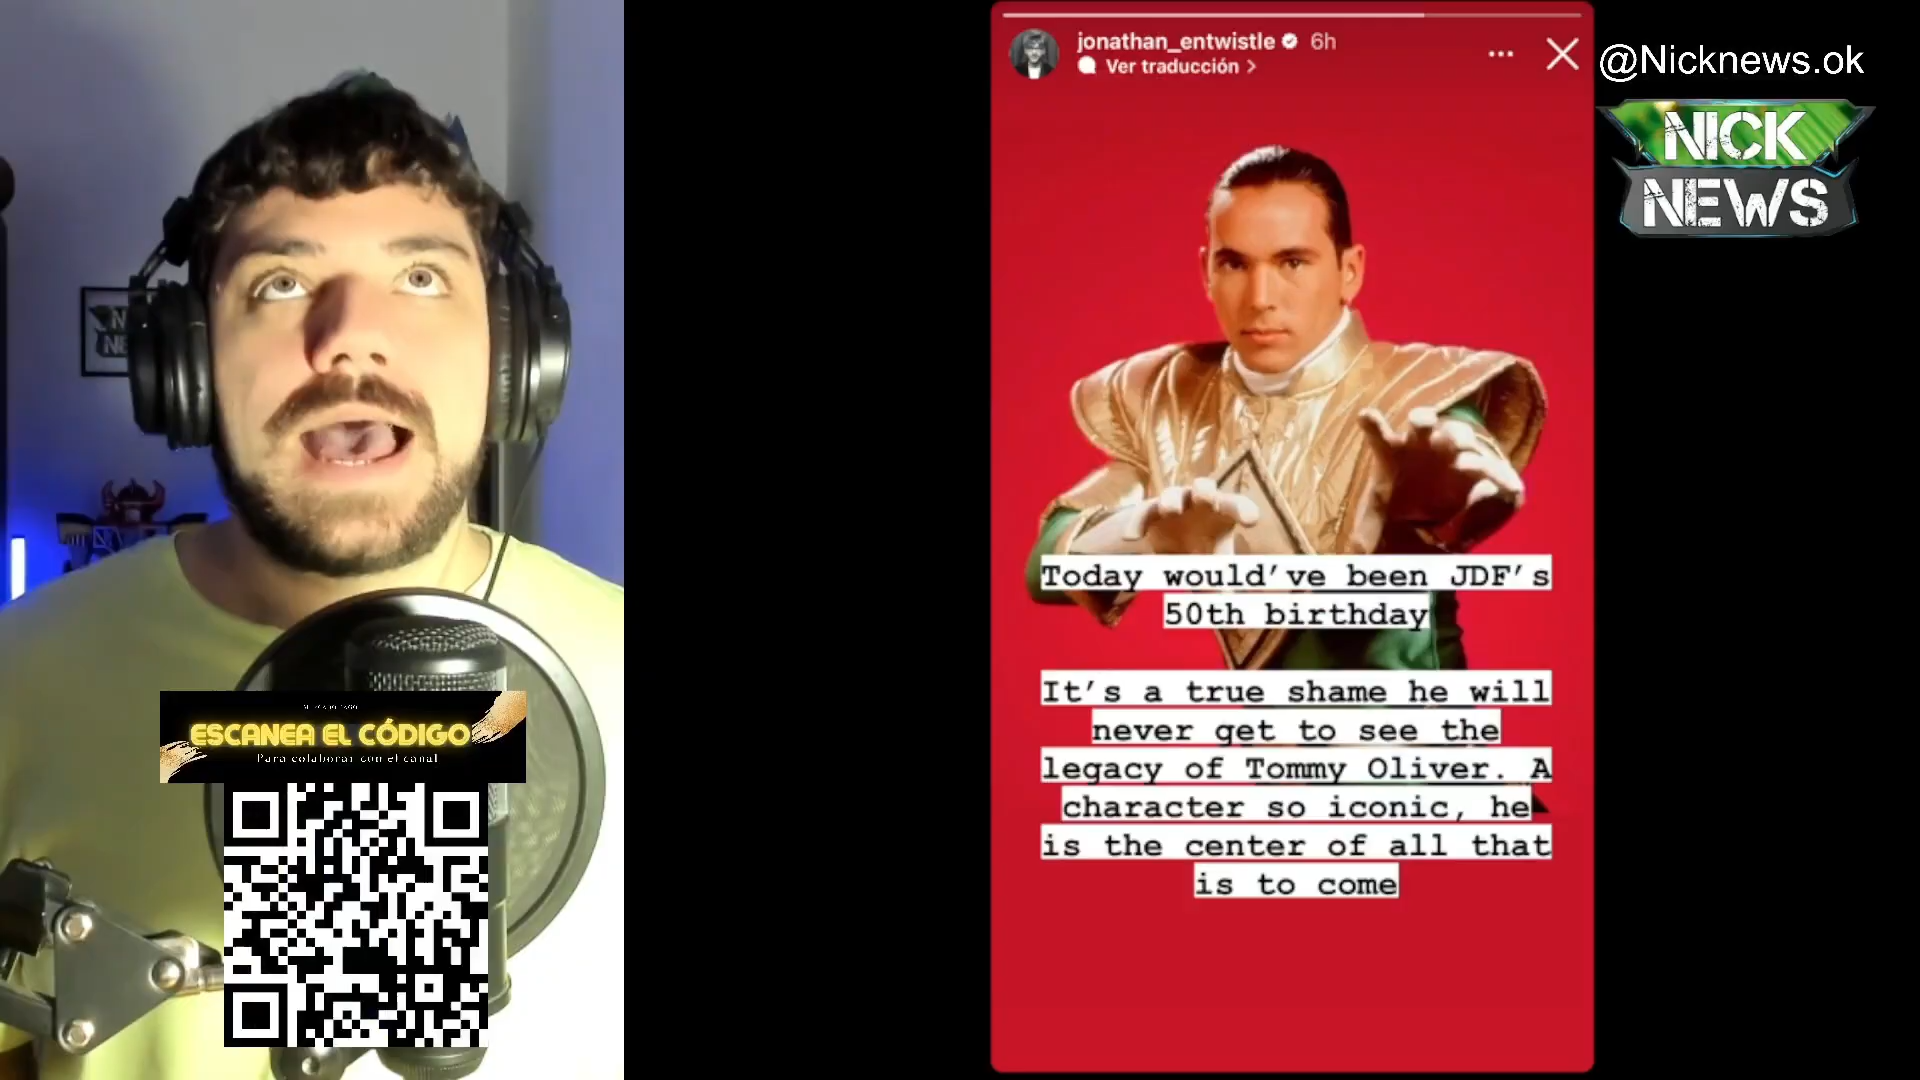 jonathan_entwistle 6h
Ver traducción >
@Nicknews.ok
NICK
NEWS
Today would've been JDF's
50th birthday
It's a true shame he will
never get to see the
legacy of Tommy Oliver. A
character so iconic, he
is the center of all that
is to come
ESCANEA EL CÓDIGO
Para colaborar con el canal